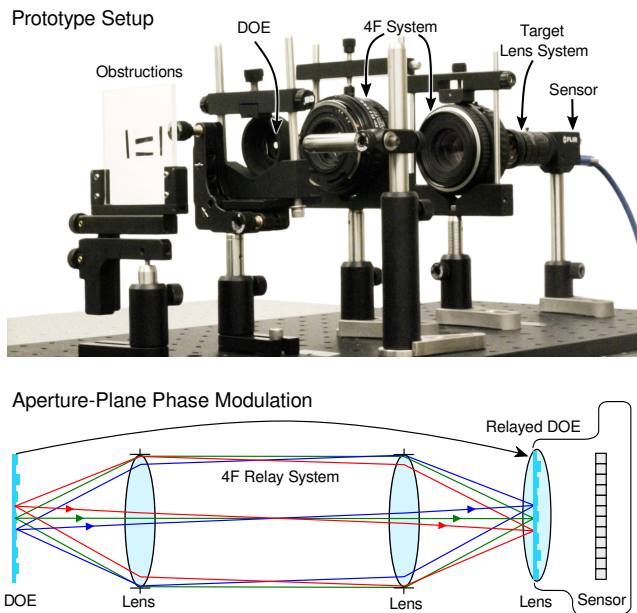 Prototype Setup
DOE
4F System
Target
Lens System
Obstructions
Sensor
FLIR
Aperture-Plane Phase Modulation
Relayed DOE
4F Relay System
DOE
Lens
Lens
Lens
Sensor